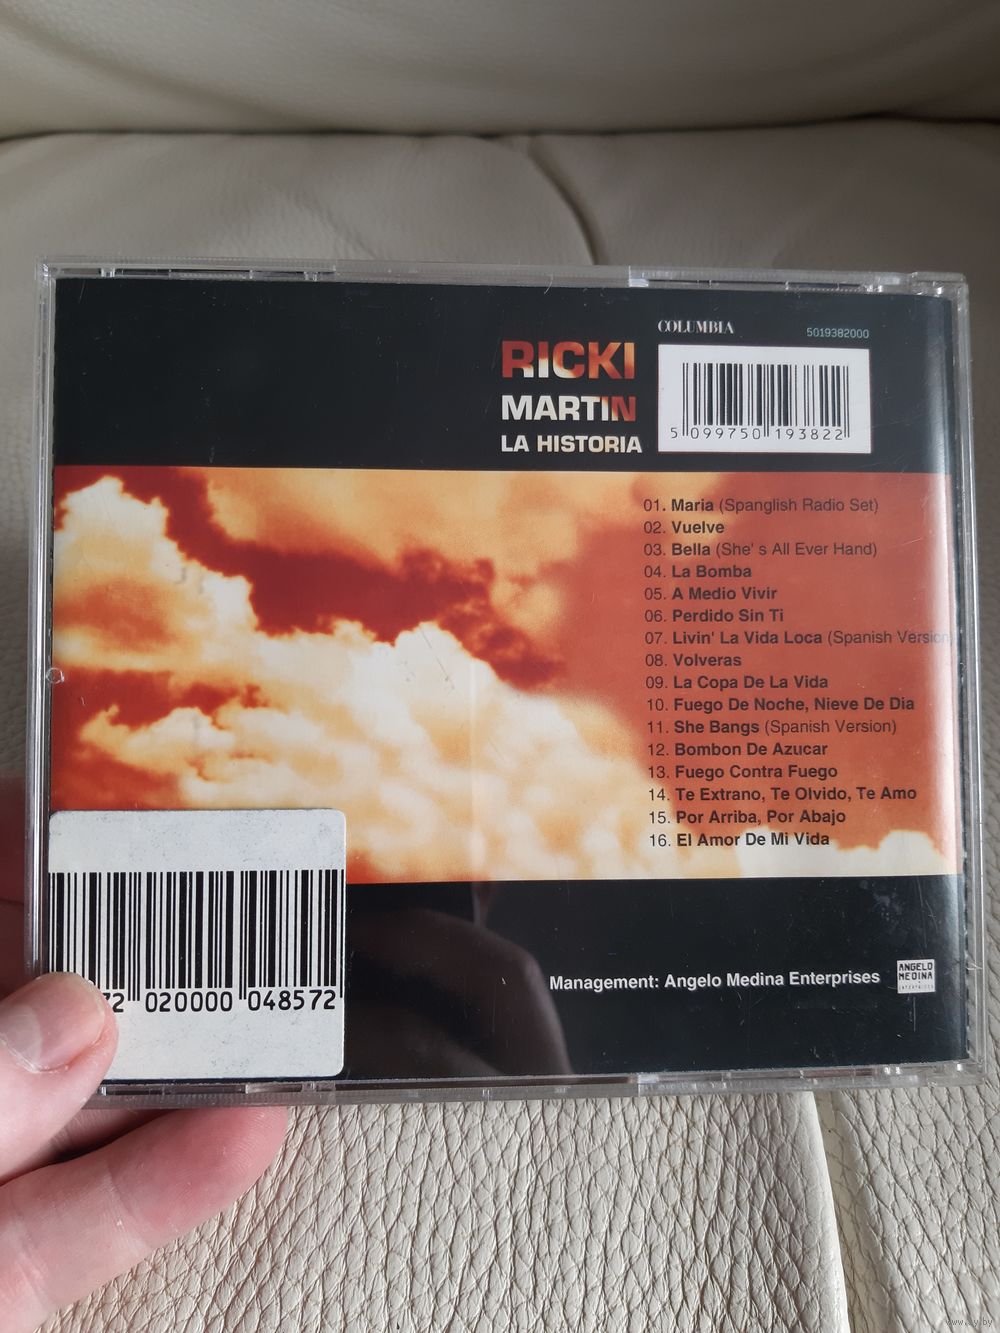 COLUMBIA
5019382000
RICKI
MARTIN
LA HISTORIA
5 099750 193822
01. Maria (Spanglish Radio Set)
02. Vuelve
03. Bella (She' s All Ever Hand)
04. La Bomba
05. A Medio Vivir
06. Perdido Sin Ti
07. Livin' La Vida Loca (Spanish Version)
08. Volveras
09. La Copa De La Vida
10. Fuego De Noche, Nieve De Dia
11. She Bangs (Spanish Version)
12. Bombon De Azucar
13. Fuego Contra Fuego
14. Te Extrano, Te Olvido, Te Amo
15. Por Arriba, Por Abajo
16. El Amor De Mi Vida
72 020000 048572
Management: Angelo Medina Enterprises
ANGELO
MEDINA
ENTERPRISES